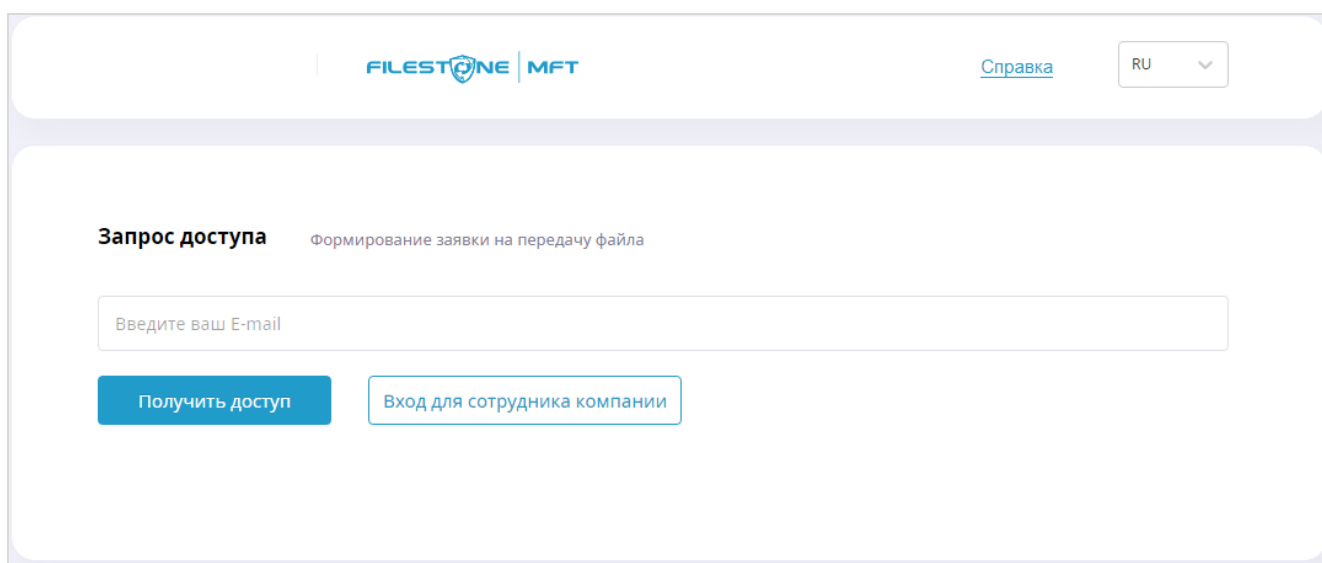 FILESTONE MFT
Справка
RU
Запрос доступа
Формирование заявки на передачу файла
Введите ваш E-mail
Получить доступ
Вход для сотрудника компании